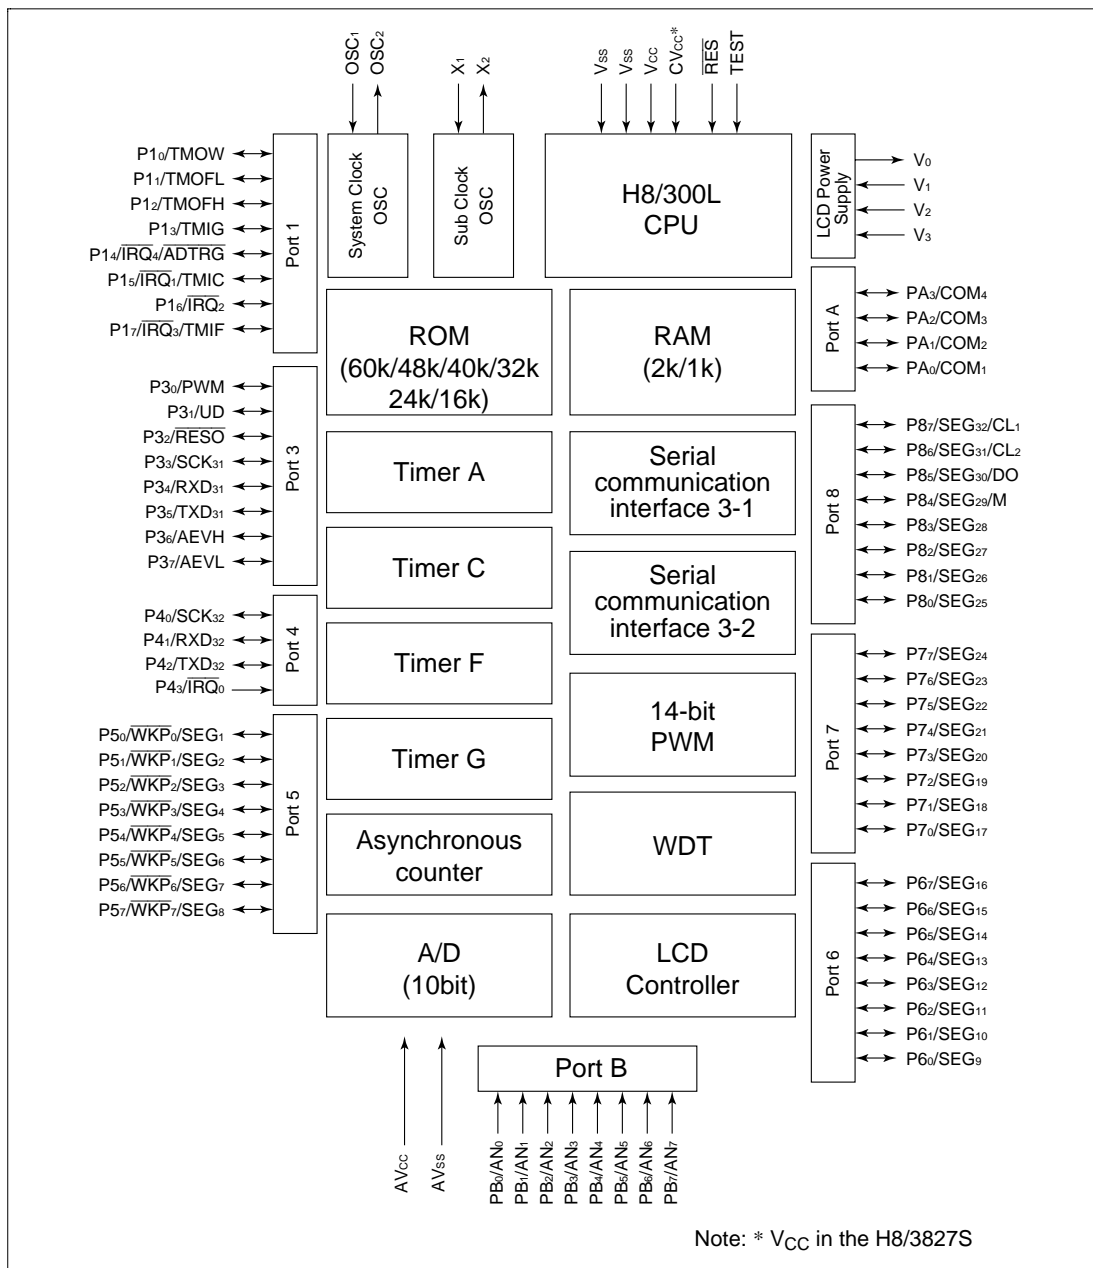 OSC1
OSC2
X1
X2
VSS
VSS
VCC
CVCC*
RES
TEST
P10/TMOW
P11/TMOFL
P12/TMOFH
P13/TMIG
P14/IRQ4/ADTRG
P15/IRQ1/TMIC
P16/IRQ2
P17/IRQ3/TMIF
Port 1
System Clock
OSC
Sub Clock
OSC
H8/300L
CPU
LCD Power
Supply
V0
V1
V2
V3
Port A
PA3/COM4
PA2/COM3
PA1/COM2
PA0/COM1
ROM
(60k/48k/40k/32k
24k/16k)
RAM
(2k/1k)
P30/PWM
P31/UD
P32/RESO
P33/SCK31
P34/RXD31
P35/TXD31
P36/AEVH
P37/AEVL
Port 3
Timer A
Serial
communication
interface 3-1
Port 8
P87/SEG32/CL1
P86/SEG31/CL2
P85/SEG30/DO
P84/SEG29/M
P83/SEG28
P82/SEG27
P81/SEG26
P80/SEG25
Timer C
Serial
communication
interface 3-2
P40/SCK32
P41/RXD32
P42/TXD32
P43/IRQ0
Port 4
Timer F
14-bit
PWM
Port 7
P77/SEG24
P76/SEG23
P75/SEG22
P74/SEG21
P73/SEG20
P72/SEG19
P71/SEG18
P70/SEG17
P50/WKP0/SEG1
P51/WKP1/SEG2
P52/WKP2/SEG3
P53/WKP3/SEG4
P54/WKP4/SEG5
P55/WKP5/SEG6
P56/WKP6/SEG7
P57/WKP7/SEG8
Port 5
Timer G
Asynchronous
counter
WDT
A/D
(10bit)
LCD
Controller
Port 6
P67/SEG16
P66/SEG15
P65/SEG14
P64/SEG13
P63/SEG12
P62/SEG11
P61/SEG10
P60/SEG9
Port B
AVCC
AVSS
PB0/AN0
PB1/AN1
PB2/AN2
PB3/AN3
PB4/AN4
PB5/AN5
PB6/AN6
PB7/AN7
Note: * VCC in the H8/3827S